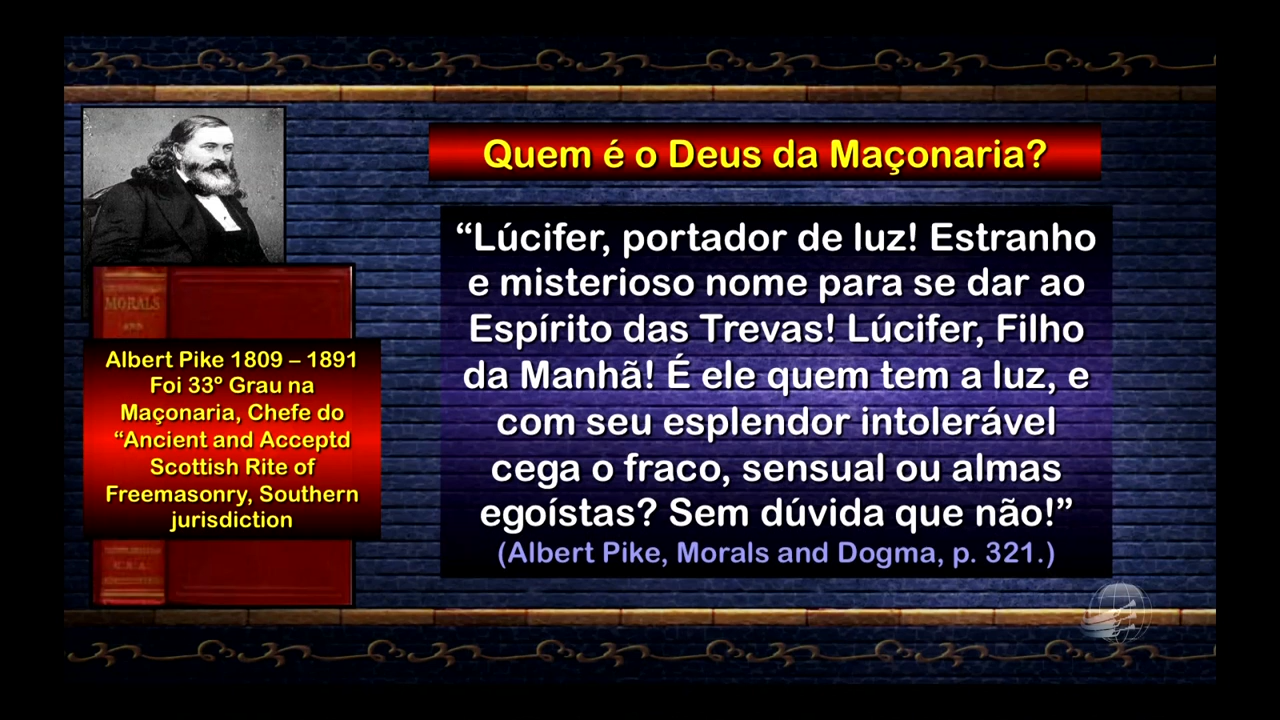 Quem é o Deus da Maçonaria?
“Lúcifer, portador de luz! Estranho
e misterioso nome para se dar ao
Espírito das Trevas! Lúcifer, Filho
da Manhã! É ele quem tem a luz, e
com seu esplendor intolerável
cega o fraco, sensual ou almas
egoístas? Sem dúvida que não!”
(Albert Pike, Morals and Dogma, p. 321.)
MORALS
AND
Albert Pike 1809 – 1891
Foi 33º Grau na
Maçonaria, Chefe do
“Ancient and Acceptd
Scottish Rite of
Freemasonry, Southern
jurisdiction